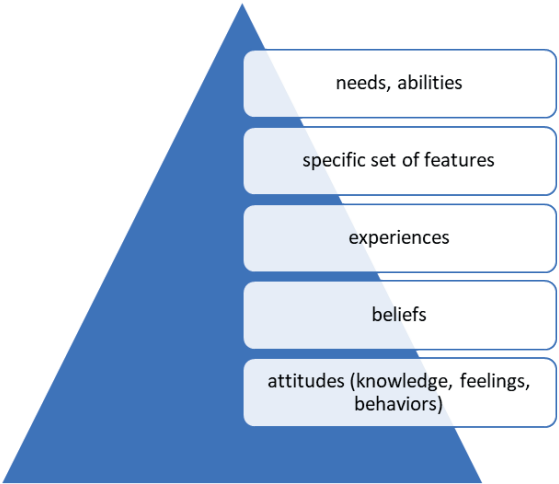 needs, abilities
specific set of features
experiences
beliefs
attitudes (knowledge, feelings,
behaviors)